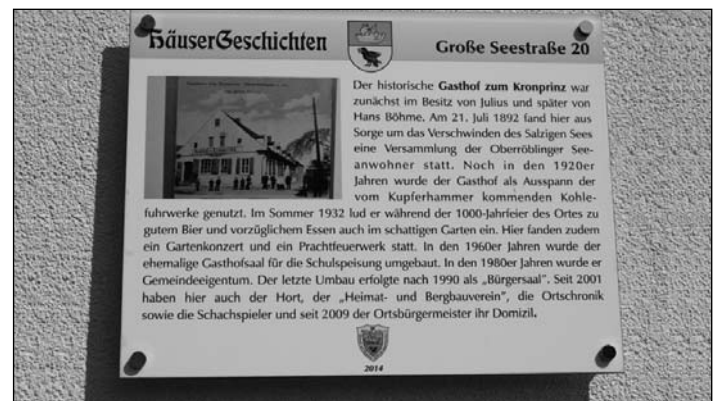 HäuserGeschichten
Große Seestraße 20
Der historische Gasthof zum Kronprinz war
zunächst im Besitz von Julius und später von
Hans Böhme. Am 21. Juli 1892 fand hier aus
Sorge um das Verschwinden des Salzigen Sees
eine Versammlung der Oberröblinger See-
anwohner statt. Noch in den 1920er
Jahren wurde der Gasthof als Ausspann der
vom Kupferhammer kommenden Kohle-
fuhrwerke genutzt. Im Sommer 1932 lud er während der 1000-Jahrfeier des Ortes zu
gutem Bier und vorzüglichem Essen auch im schattigen Garten ein. Hier fanden zudem
ein Gartenkonzert und ein Prachtfeuerwerk statt. In den 1960er Jahren wurde der
ehemalige Gasthofsaal für die Schulspeisung umgebaut. In den 1980er Jahren wurde er
Gemeindeeigentum. Der letzte Umbau erfolgte nach 1990 als „Bürgersaal". Seit 2001
haben hier auch der Hort, der „Heimat- und Bergbauverein", die Ortschronik
sowie die Schachspieler und seit 2009 der Ortsbürgermeister ihr Domizil.
2014